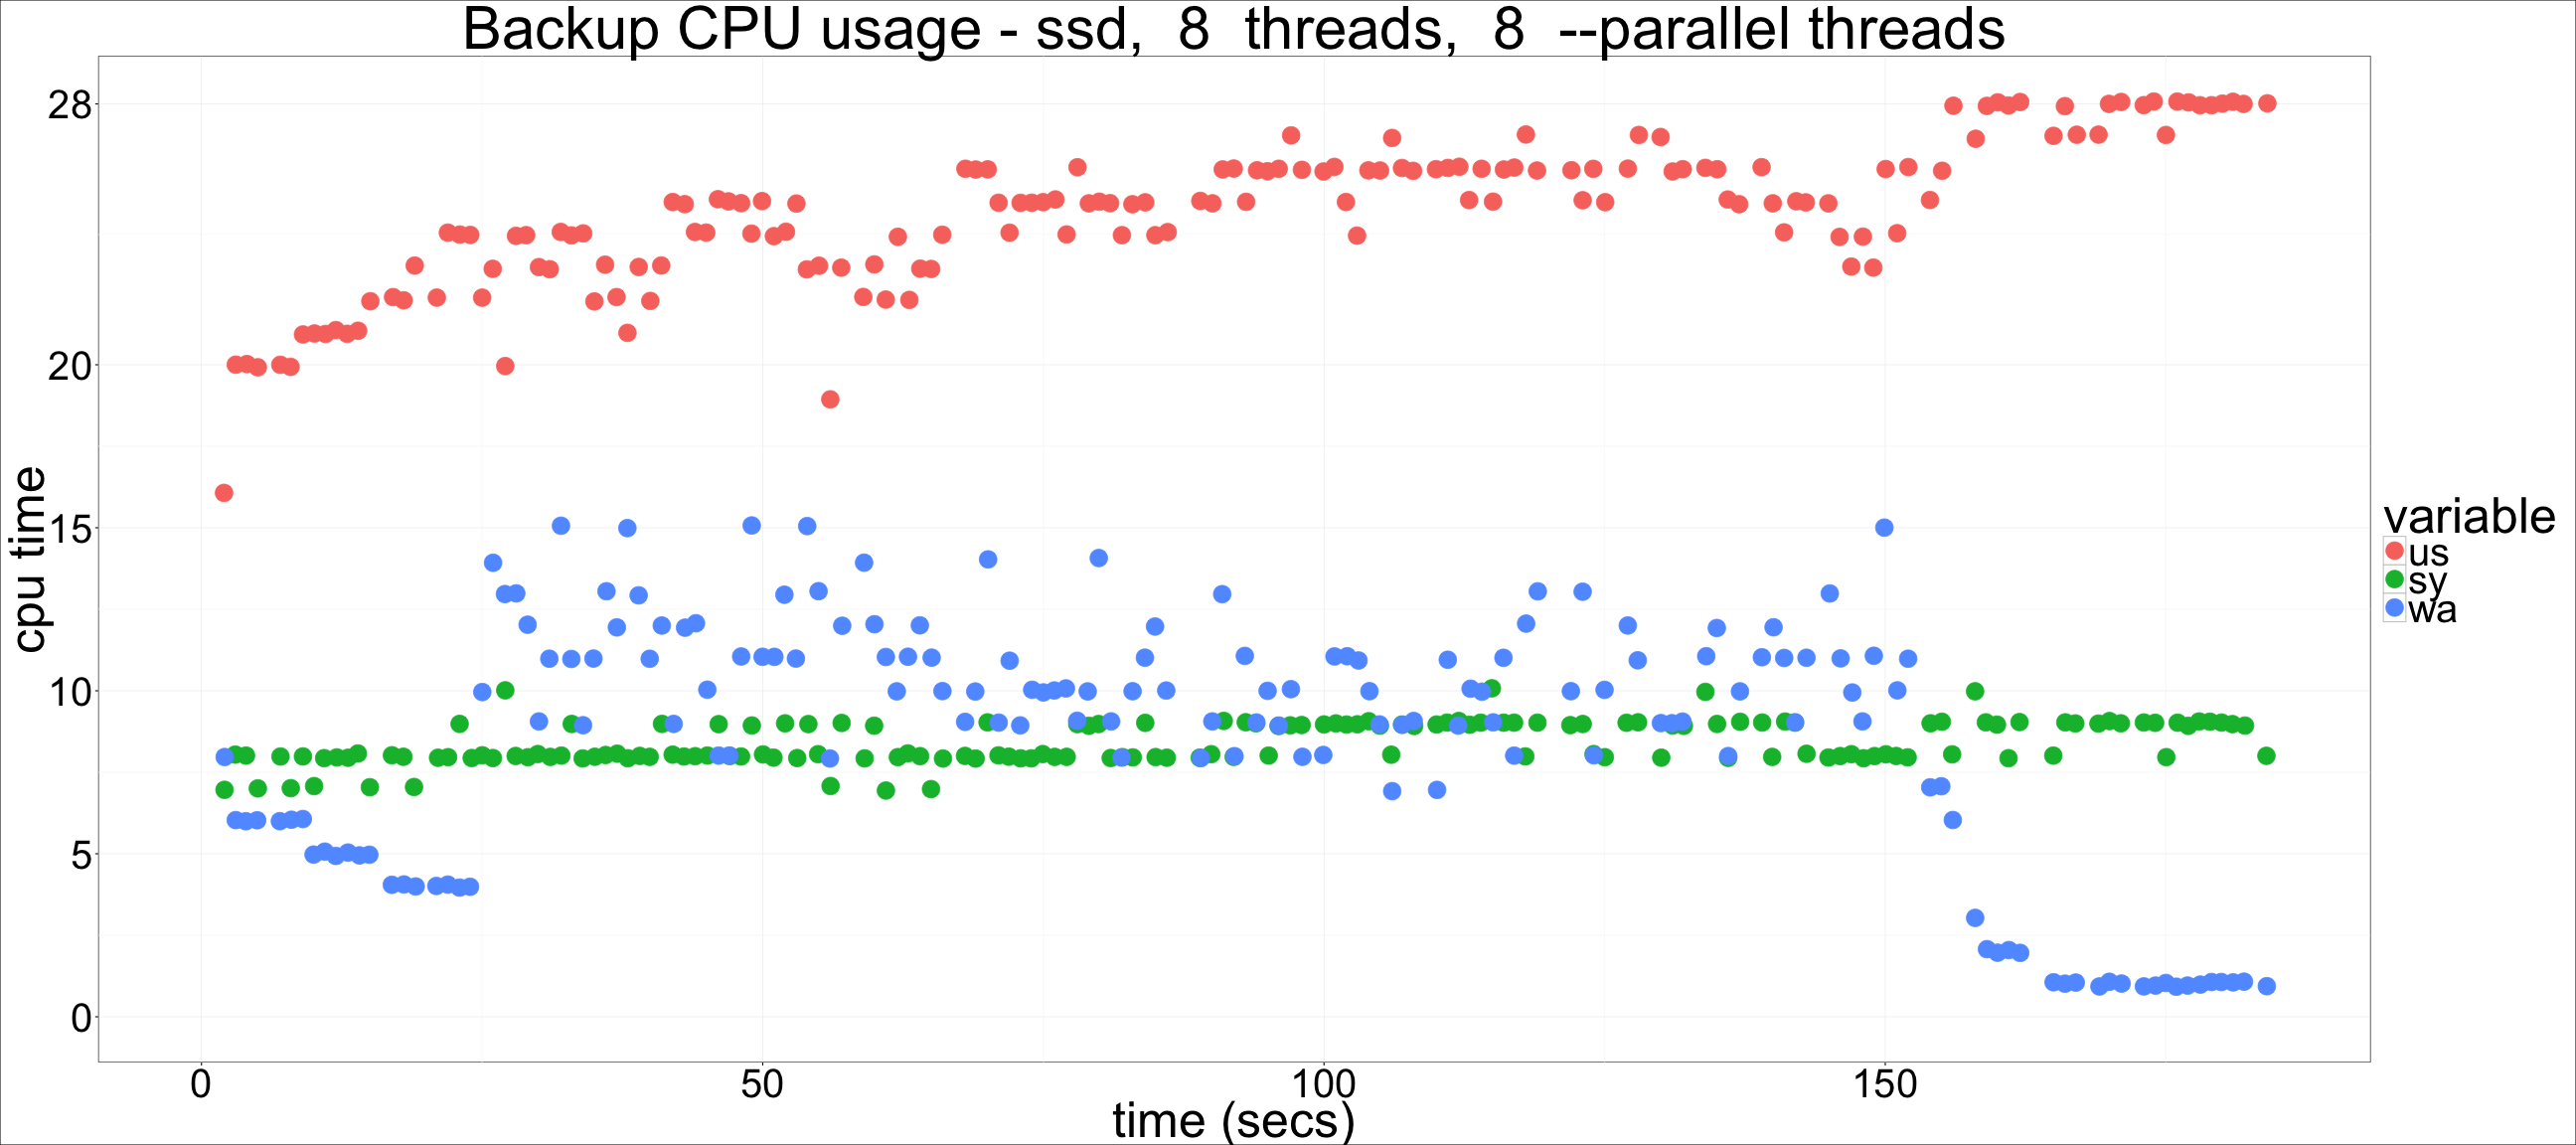 Backup CPU usage - ssd,  8  threads,  8  --parallel threads
28
20
15
10
5
0
cpu time
0 50 100 150
time (secs)
variable
us
sy
wa